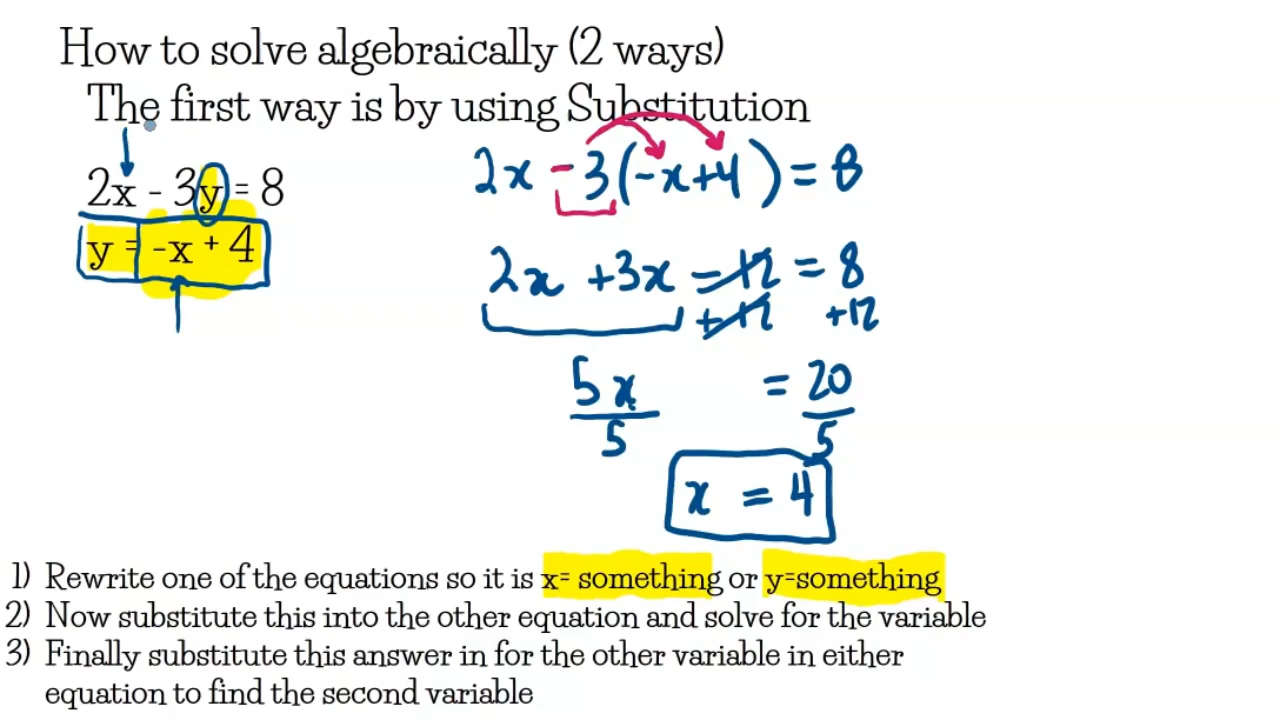 How to solve algebraically (2 ways)
The first way is by using Substitution
2x - 3y = 8
y = -x + 4
2x - 3(-x+4) = 8
2x +3x - 12 = 8
+12 +12
5x = 20
5 5
x = 4
1) Rewrite one of the equations so it is x= something or y=something
2) Now substitute this into the other equation and solve for the variable
3) Finally substitute this answer in for the other variable in either
equation to find the second variable